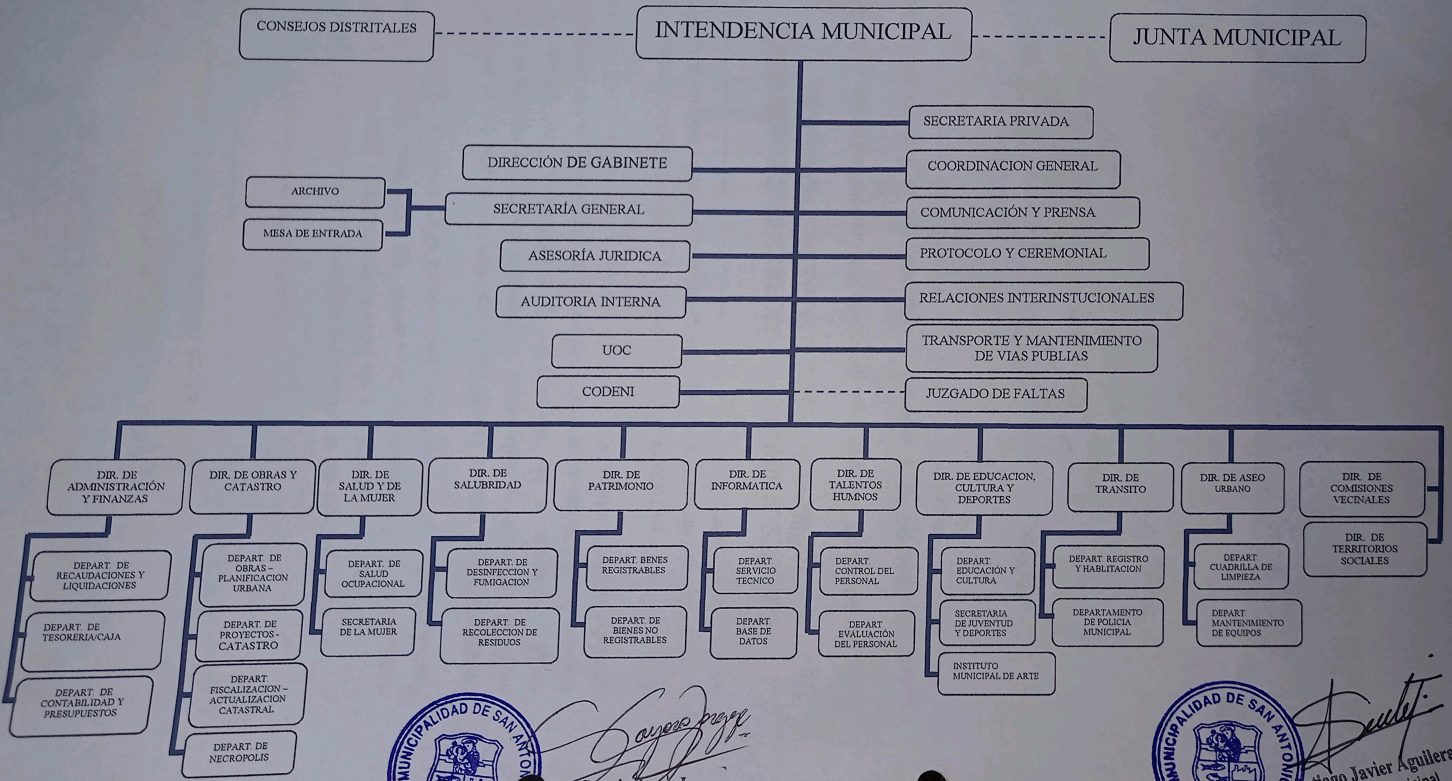 CONSEJOS DISTRITALES
INTENDENCIA MUNICIPAL
JUNTA MUNICIPAL
SECRETARIA PRIVADA
DIRECCIÓN DE GABINETE
COORDINACION GENERAL
ARCHIVO
SECRETARÍA GENERAL
COMUNICACIÓN Y PRENSA
MESA DE ENTRADA
ASESORÍA JURIDICA
PROTOCOLO Y CEREMONIAL
AUDITORIA INTERNA
RELACIONES INTERINSTUCIONALES
UOC
TRANSPORTE Y MANTENIMIENTO
DE VIAS PUBLIAS
CODENI
JUZGADO DE FALTAS
DIR. DE
ADMINISTRACIÓN
Y FINANZAS
DIR. DE OBRAS Y
CATASTRO
DIR. DE
SALUD Y DE
LA MUJER
DIR. DE
SALUBRIDAD
DIR. DE
PATRIMONIO
DIR. DE
INFORMATICA
DIR. DE
TALENTOS
HUMNOS
DIR. DE EDUCACION,
CULTURA Y
DEPORTES
DIR. DE
TRANSITO
DIR. DE ASEO
URBANO
DIR. DE
COMISIONES
VECINALES
DIR. DE
TERRITORIOS
SOCIALES
DEPART. DE
RECAUDACIONES Y
LIQUIDACIONES
DEPART. DE
TESORERIA/CAJA
DEPART. DE
CONTABILIDAD Y
PRESUPUESTOS
DEPART. DE
OBRAS –
PLANIFICACION
URBANA
DEPART. DE
PROYECTOS -
CATASTRO
DEPART.
FISCALIZACION –
ACTUALIZACION
CATASTRAL
DEPART. DE
NECROPOLIS
DEPART. DE
SALUD
OCUPACIONAL
SECRETARIA
DE LA MUJER
DEPART. DE
DESINFECCION Y
FUMIGACION
DEPART. DE
RECOLECCION DE
RESIDUOS
DEPART. BENES
REGISTRABLES
DEPART. DE
BIENES NO
REGISTRABLES
DEPART.
SERVICIO
TECNICO
DEPART.
BASE DE
DATOS
DEPART.
CONTROL DEL
PERSONAL
DEPART.
EVALUACIÓN
DEL PERSONAL
DEPART.
EDUCACIÓN Y
CULTURA
SECRETARIA
DE JUVENTUD
Y DEPORTES
INSTITUTO
MUNICIPAL DE ARTE
DEPART. REGISTRO
Y HABLITACION
DEPARTAMENTO
DE POLICIA
MUNICIPAL
DEPART.
CUADRILLA DE
LIMPIEZA
DEPART.
MANTENIMIENTO
DE EQUIPOS
MUNICIPALIDAD DE SAN ANTON
MUNICIPALIDAD DE SAN ANTO
Javier Aguilera